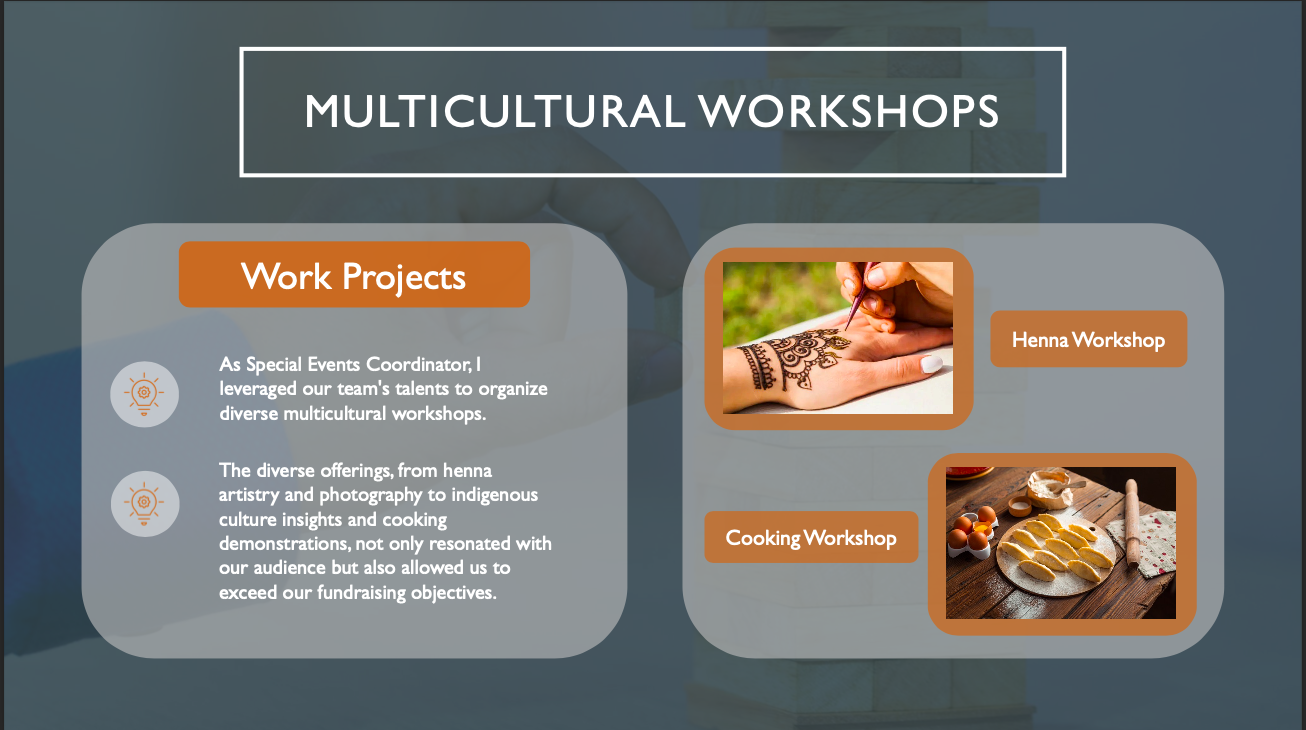 MULTICULTURAL WORKSHOPS
Work Projects
As Special Events Coordinator, I
leveraged our team's talents to organize
diverse multicultural workshops.
The diverse offerings, from henna
artistry and photography to indigenous
culture insights and cooking
demonstrations, not only resonated with
our audience but also allowed us to
exceed our fundraising objectives.
Henna Workshop
Cooking Workshop